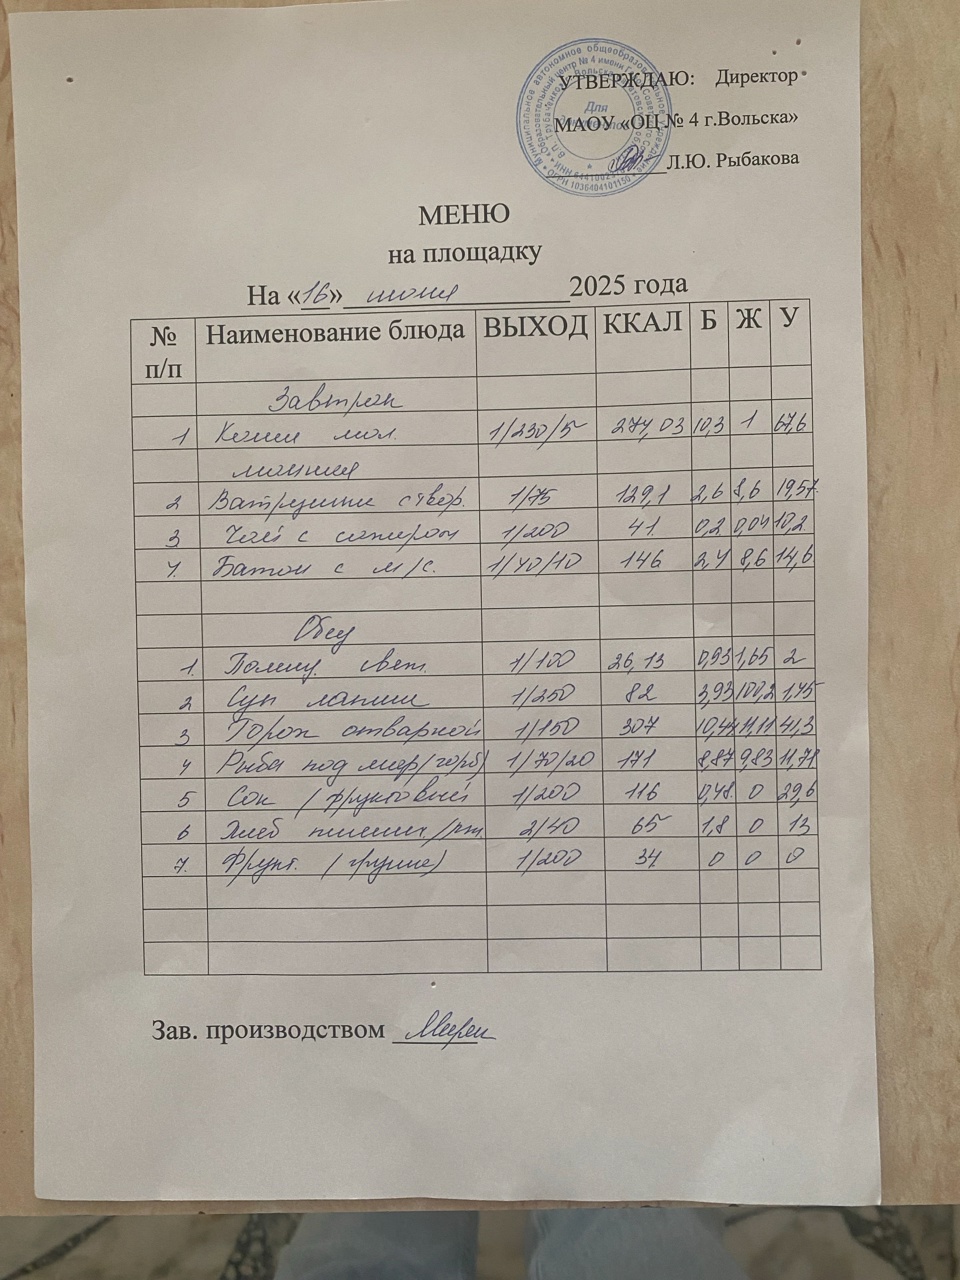 УТВЕРЖДАЮ: Директор
МАОУ «ОЦ № 4 г.Вольска»
Л.Ю. Рыбакова
Для
документов
ОГРН 1036404101150
МЕНЮ
на площадку
На «16» июня 2025 года
№ п/п Наименование блюда ВЫХОД ККАЛ Б Ж У
Завтрак
1 Каша мол. 1/230/5 274,03 10,3 1 67,6
манная
2 Ватрушка с твор. 1/75 129,1 2,6 8,6 19,57
3 Чай с сахаром 1/200 41 0,2 0,04 10,2
4. Батон с м/с. 1/40/10 146 2,4 8,6 14,6
Обед
1. Помид. свеж. 1/100 26,13 0,93 1,65 2
2 Суп лапша 1/250 82 3,93 100,2 1,45
3 Горох отварной 1/150 307 10,44 11,11 41,3
4 Рыба под мар/горб) 1/70/20 171 8,87 9,83 11,71
5 Сок (фруктовый 1/200 116 0,48 0 29,6
6 Хлеб пшенич/рж. 2/40 65 1,8 0 13
7. Фрукт. (груша) 1/200 34 0 0 0
Зав. производством